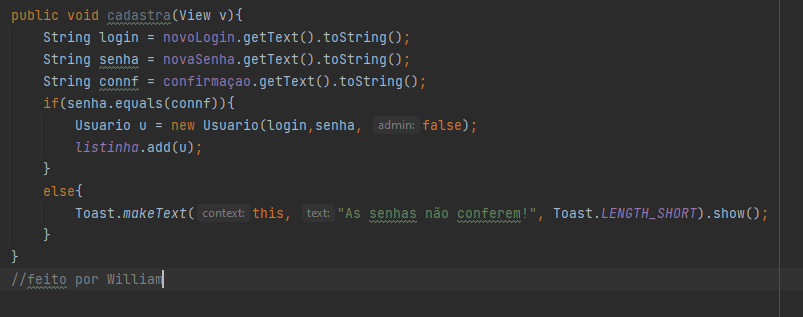 public void cadastra(View v){
String login = novoLogin.getText().toString();
String senha = novaSenha.getText().toString();
String connf = confirmaçao.getText().toString();
if(senha.equals(connf)){
Usuario u = new Usuario(login,senha, admin: false);
listinha.add(u);
}
else{
Toast.makeText( context: this, text: "As senhas não conferem!", Toast.LENGTH_SHORT).show();
}
}
//feito por William